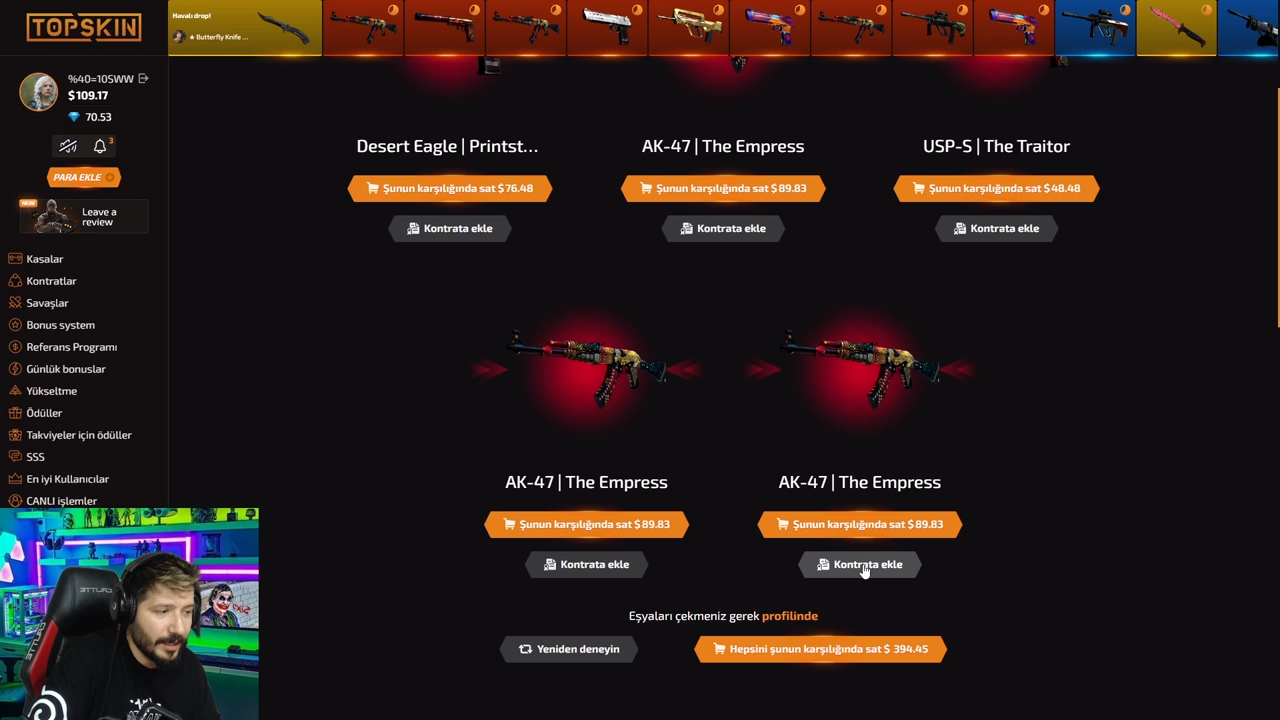 TOPSKIN
Havalı drop!
★ Butterfly Knife ...
%40=10SWW
$109.17
70.53
3
PARA EKLE
NEW
Leave a
review
Kasalar
Kontratlar
Savaşlar
Bonus system
Referans Programı
Günlük bonuslar
Yükseltme
Ödüller
Takviyeler için ödüller
SSS
En iyi Kullanıcılar
CANLI işlemler
Desert Eagle | Printst...
AK-47 | The Empress
USP-S | The Traitor
Şunun karşılığında sat $76.48
Şunun karşılığında sat $89.83
Şunun karşılığında sat $48.48
Kontrata ekle
Kontrata ekle
Kontrata ekle
AK-47 | The Empress
AK-47 | The Empress
Şunun karşılığında sat $89.83
Şunun karşılığında sat $89.83
Kontrata ekle
Kontrata ekle
Eşyaları çekmeniz gerek profilinde
Yeniden deneyin
Hepsini şunun karşılığında sat $ 394.45